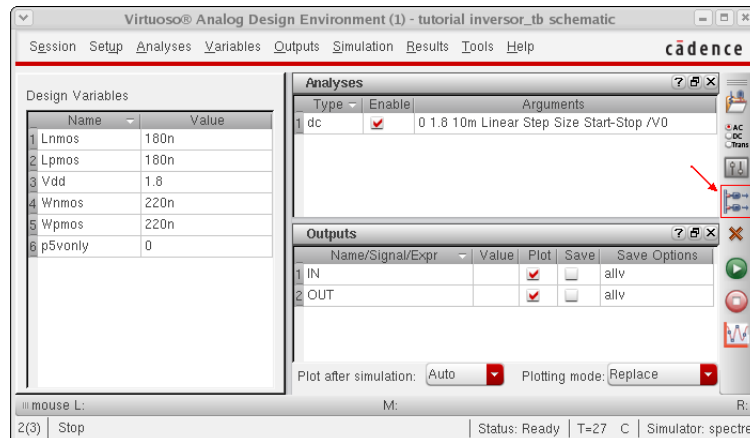 Virtuoso® Analog Design Environment (1) - tutorial inversor_tb schematic
Session Setup Analyses Variables Outputs Simulation Results Tools Help
cādence
Design Variables
Name Value
1 Lnmos 180n
2 Lpmos 180n
3 Vdd 1.8
4 Wnmos 220n
5 Wpmos 220n
6 p5vonly 0
Analyses
Type Enable Arguments
1 dc 0 1.8 10m Linear Step Size Start-Stop /V0
Outputs
Name/Signal/Expr Value Plot Save Save Options
1 IN allv
2 OUT allv
Plot after simulation: Auto Plotting mode: Replace
AC
DC
Trans
mouse L: M: R:
2(3) Stop Status: Ready T=27 C Simulator: spectre